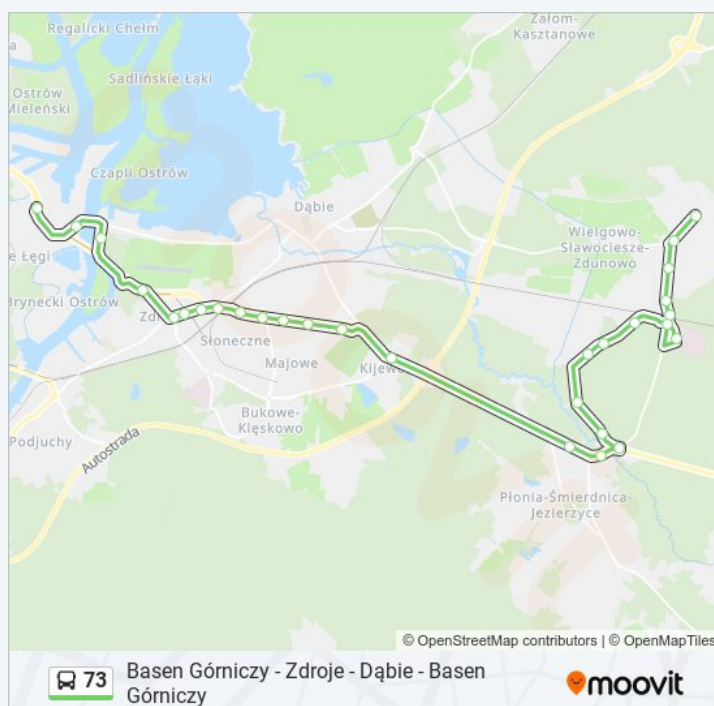 Regalicki Chełm
Załom-
Kasztanowe
Sadlińskie Łąki
Ostrów
Mieleński
Czapli Ostrów
Dąbie
Wielgowo-
Sławociesze-
Zdunowo
e Łęgi
Brynecki Ostrów
Zdr
Słoneczne
Majowe
Kijewo
Bukowe-
Klęskowo
Podjuchy
Autostrada
Płonia-Śmierdnica-
Jezierzyce
© OpenStreetMap contributors | © OpenMapTiles
73
Basen Górniczy - Zdroje - Dąbie - Basen
Górniczy
moovit